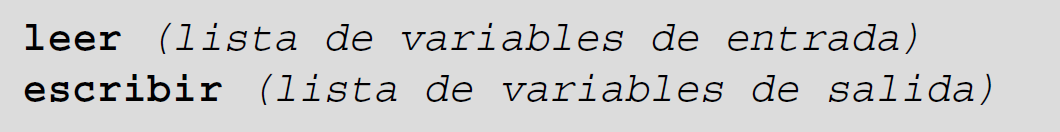 leer (lista de variables de entrada)
escribir (lista de variables de salida)